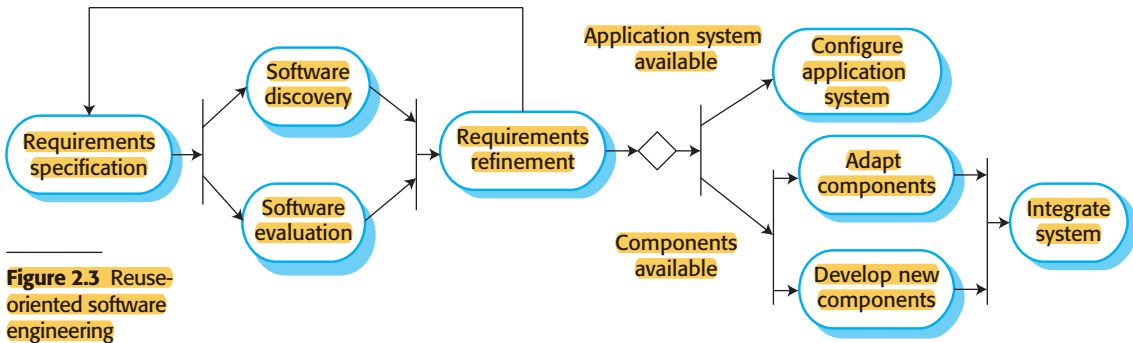 Requirements
specification
Software
discovery
Software
evaluation
Requirements
refinement
Application system
available
Configure
application
system
Components
available
Adapt
components
Develop new
components
Integrate
system
Figure 2.3 Reuse-
oriented software
engineering